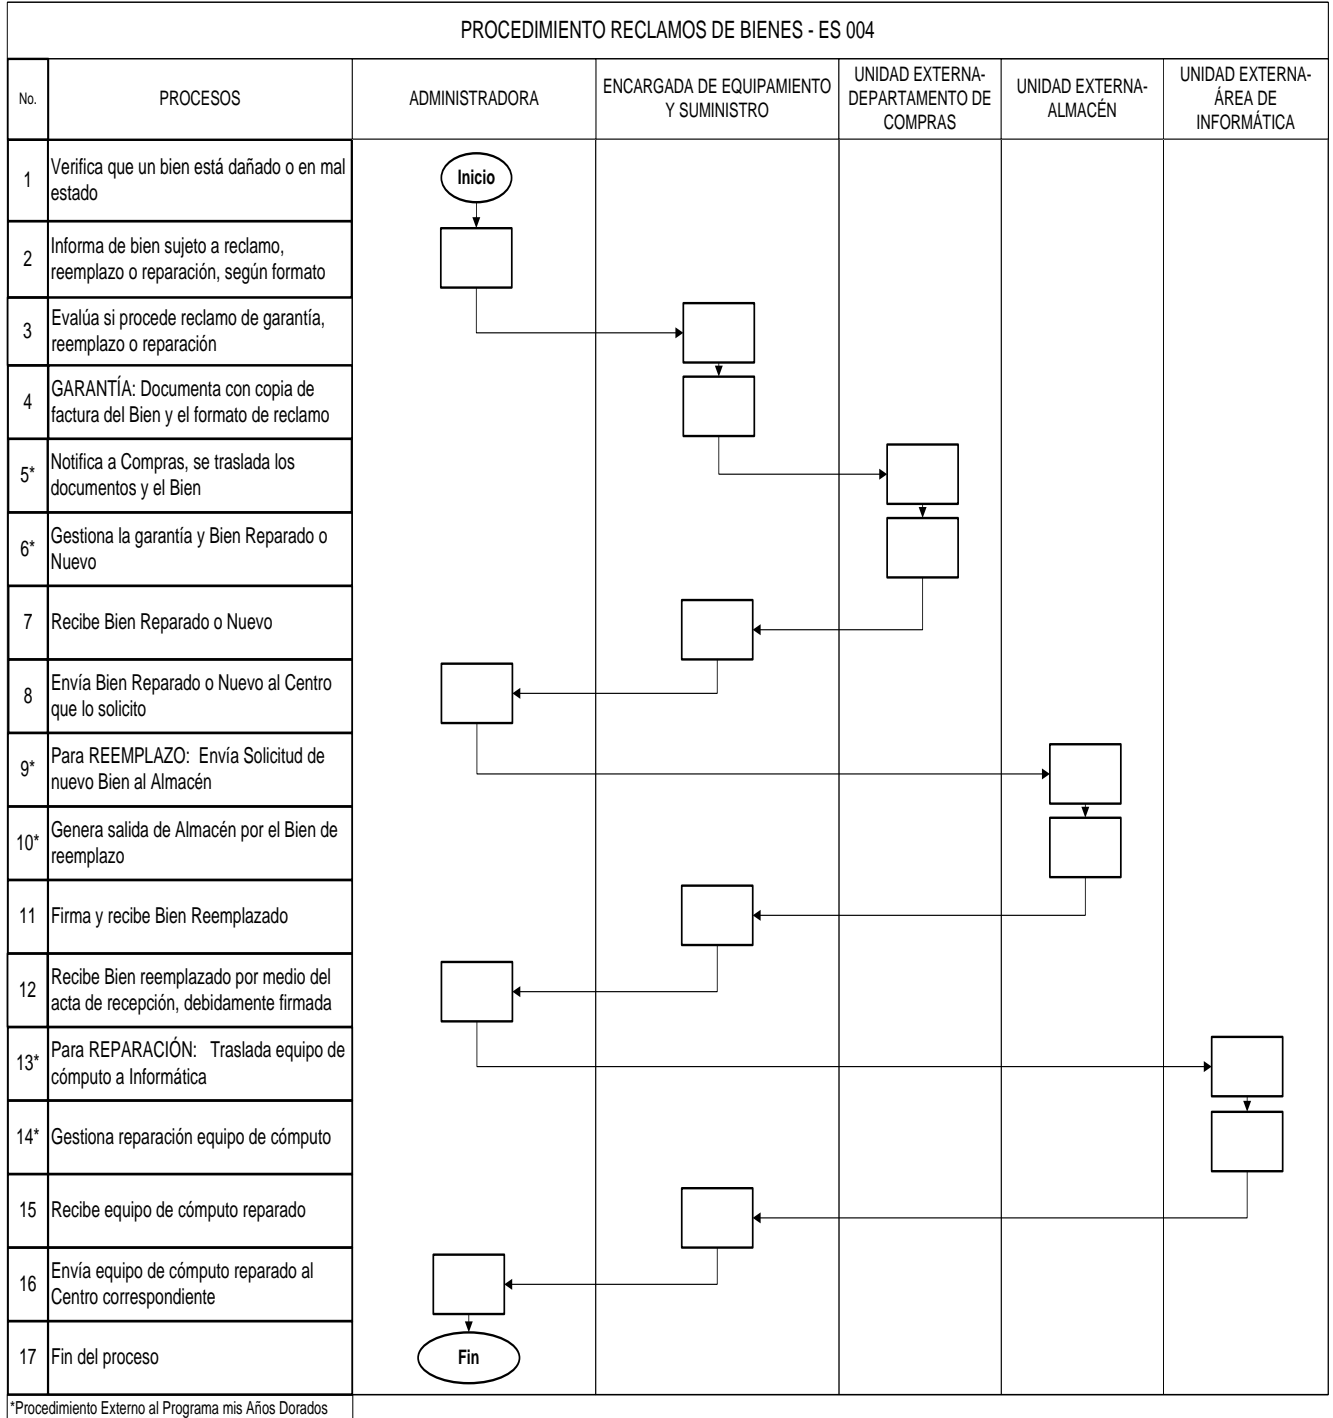 PROCEDIMIENTO RECLAMOS DE BIENES - ES 004
No.
PROCESOS
ADMINISTRADORA
ENCARGADA DE EQUIPAMIENTO
Y SUMINISTRO
UNIDAD EXTERNA-
DEPARTAMENTO DE
COMPRAS
UNIDAD EXTERNA-
ALMACÉN
UNIDAD EXTERNA-
ÁREA DE
INFORMÁTICA
1
Verifica que un bien está dañado o en mal
estado
Inicio
2
Informa de bien sujeto a reclamo,
reemplazo o reparación, según formato
3
Evalúa si procede reclamo de garantía,
reemplazo o reparación
4
GARANTÍA: Documenta con copia de
factura del Bien y el formato de reclamo
5*
Notifica a Compras, se traslada los
documentos y el Bien
6*
Gestiona la garantía y Bien Reparado o
Nuevo
7
Recibe Bien Reparado o Nuevo
8
Envía Bien Reparado o Nuevo al Centro
que lo solicito
9*
Para REEMPLAZO: Envía Solicitud de
nuevo Bien al Almacén
10*
Genera salida de Almacén por el Bien de
reemplazo
11
Firma y recibe Bien Reemplazado
12
Recibe Bien reemplazado por medio del
acta de recepción, debidamente firmada
13*
Para REPARACIÓN: Traslada equipo de
cómputo a Informática
14*
Gestiona reparación equipo de cómputo
15
Recibe equipo de cómputo reparado
16
Envía equipo de cómputo reparado al
Centro correspondiente
17
Fin del proceso
Fin
*Procedimiento Externo al Programa mis Años Dorados